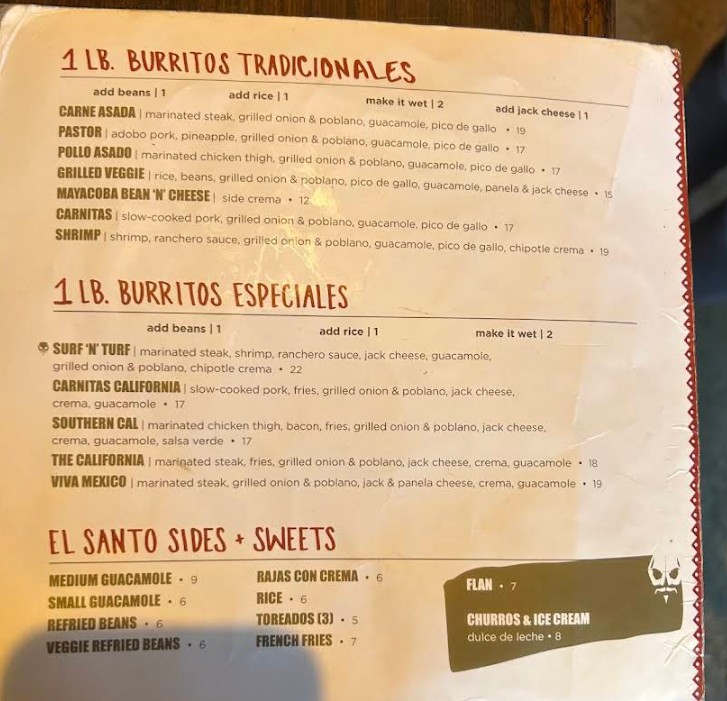 1 LB. BURRITOS TRADICIONALES
add beans | 1 add rice | 1 make it wet | 2 add jack cheese | 1
CARNE ASADA | marinated steak, grilled onion & poblano, guacamole, pico de gallo • 19
PASTOR | adobo pork, pineapple, grilled onion & poblano, guacamole, pico de gallo • 17
POLLO ASADO | marinated chicken thigh, grilled onion & poblano, guacamole, pico de gallo • 17
GRILLED VEGGIE | rice, beans, grilled onion & poblano, pico de gallo, guacamole, panela & jack cheese • 15
MAYACOBA BEAN 'N' CHEESE | side crema • 12
CARNITAS | slow-cooked pork, grilled onion & poblano, guacamole, pico de gallo • 17
SHRIMP | shrimp, ranchero sauce, grilled onion & poblano, guacamole, pico de gallo, chipotle crema • 19
1 LB. BURRITOS ESPECIALES
add beans | 1 add rice | 1 make it wet | 2
SURF 'N' TURF | marinated steak, shrimp, ranchero sauce, jack cheese, guacamole,
grilled onion & poblano, chipotle crema • 22
CARNITAS CALIFORNIA | slow-cooked pork, fries, grilled onion & poblano, jack cheese,
crema, guacamole • 17
SOUTHERN CAL | marinated chicken thigh, bacon, fries, grilled onion & poblano, jack cheese,
crema, guacamole, salsa verde • 17
THE CALIFORNIA | marinated steak, fries, grilled onion & poblano, jack cheese, crema, guacamole • 18
VIVA MEXICO | marinated steak, grilled onion & poblano, jack & panela cheese, crema, guacamole • 19
EL SANTO SIDES + SWEETS
MEDIUM GUACAMOLE • 9
SMALL GUACAMOLE • 6
REFRIED BEANS • 6
VEGGIE REFRIED BEANS • 6
RAJAS CON CREMA • 6
RICE • 6
TOREADOS (3) • 5
FRENCH FRIES • 7
FLAN • 7
CHURROS & ICE CREAM
dulce de leche • 8